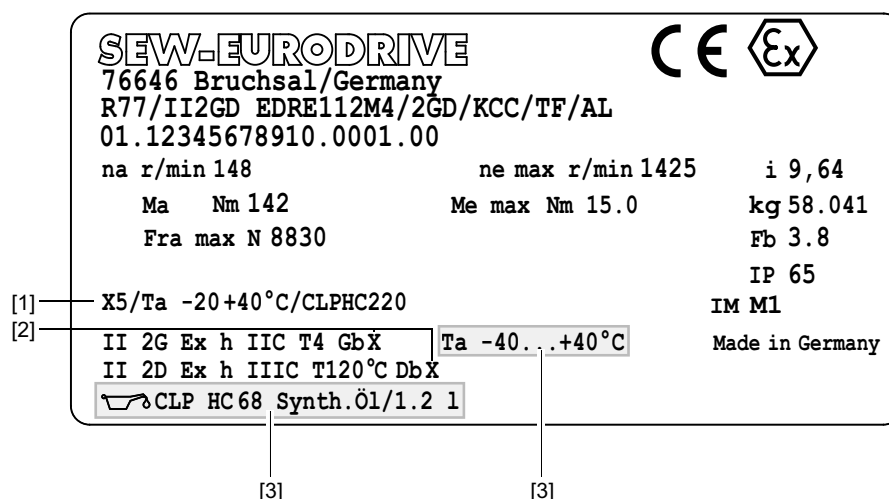 SEW-EURODRIVE
CE Ex
76646 Bruchsal/Germany
R77/II2GD EDRE112M4/2GD/KCC/TF/AL
01.12345678910.0001.00
na r/min 148 ne max r/min 1425 i 9,64
Ma Nm 142 Me max Nm 15.0 kg 58.041
Fra max N 8830 Fb 3.8
IP 65
[1] X5/Ta -20+40°C/CLPHC220 IM M1
[2]
II 2G Ex h IIC T4 GbX Ta -40...+40°C Made in Germany
II 2D Ex h IIIC T120°C DbX
CLP HC68 Synth.Öl/1.2 l
[3] [3]